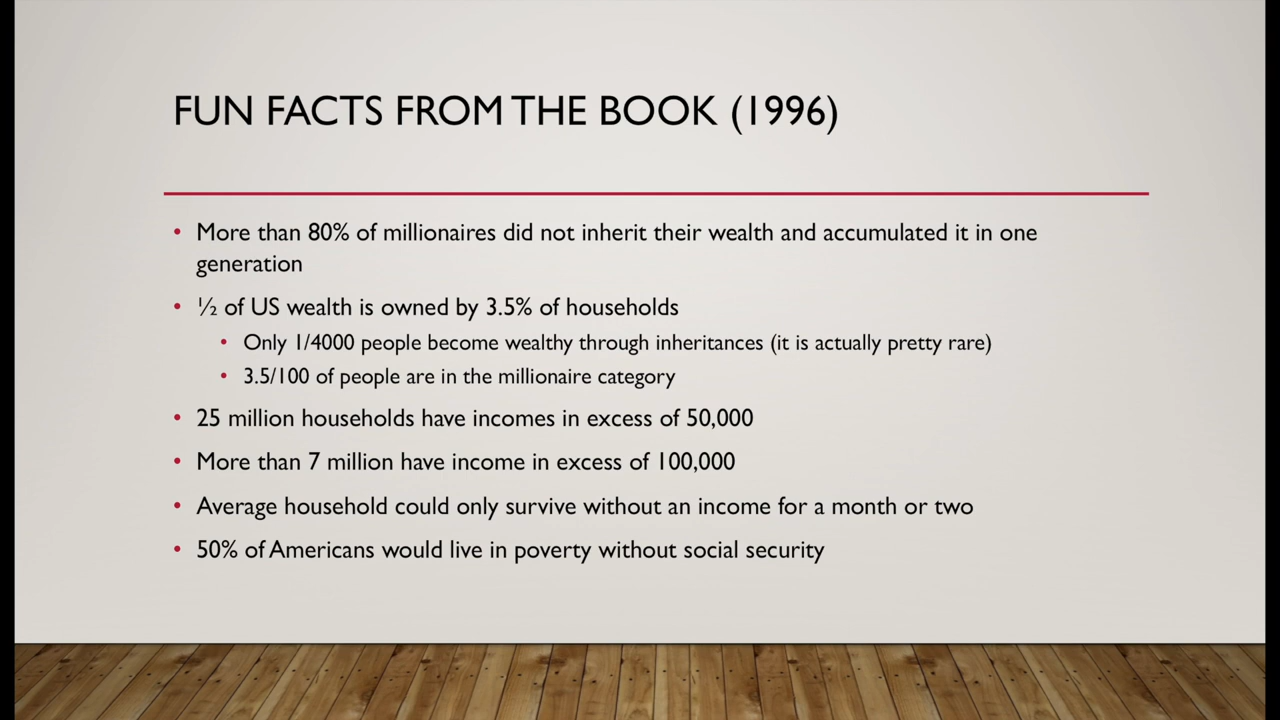 FUN FACTS FROM THE BOOK (1996)
• More than 80% of millionaires did not inherit their wealth and accumulated it in one
generation
• ½ of US wealth is owned by 3.5% of households
• Only 1/4000 people become wealthy through inheritances (it is actually pretty rare)
• 3.5/100 of people are in the millionaire category
• 25 million households have incomes in excess of 50,000
• More than 7 million have income in excess of 100,000
• Average household could only survive without an income for a month or two
• 50% of Americans would live in poverty without social security